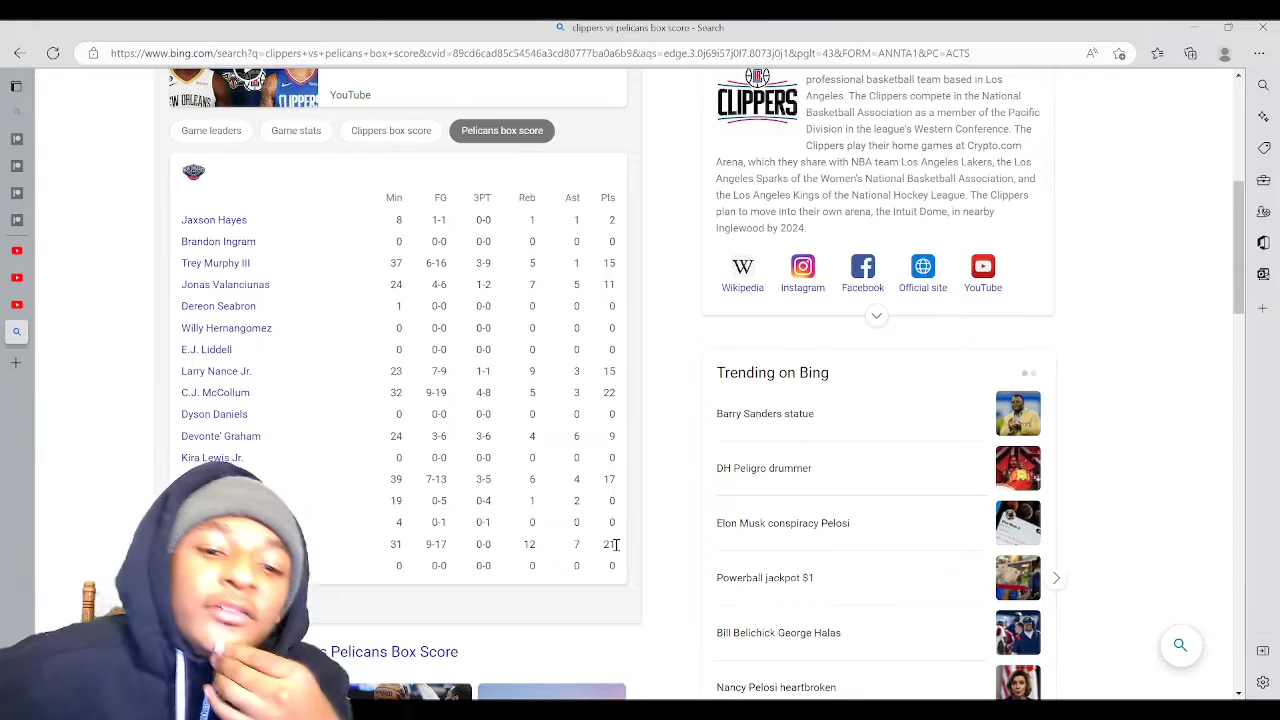 clippers vs pelicans box score - Search
https://www.bing.com/search?q=clippers+vs+pelicans+box+score&cvid=89cd6cad85c54546a3cd80777ba0a6b9&aqs=edge.3.0j69i57j0l7.8073j0j1&pglt=43&FORM=ANNTA1&PC=ACTS
NEW ORLEANS CLIPPERS
YouTube
Game leaders Game stats Clippers box score Pelicans box score
Min FG 3PT Reb Ast Pts
Jaxson Hayes 8 1-1 0-0 1 1 2
Brandon Ingram 0 0-0 0-0 0 0 0
Trey Murphy III 37 6-16 3-9 5 1 15
Jonas Valanciunas 24 4-6 1-2 7 5 11
Dereon Seabron 1 0-0 0-0 0 0 0
Willy Hernangomez 0 0-0 0-0 0 0 0
E.J. Liddell 0 0-0 0-0 0 0 0
Larry Nance Jr. 23 7-9 1-1 9 3 15
C.J. McCollum 32 9-19 4-8 5 3 22
Dyson Daniels 0 0-0 0-0 0 0 0
Devonte' Graham 24 3-6 3-6 4 6 9
Kira Lewis Jr. 0 0-0 0-0 0 0 0
39 7-13 3-5 6 4 17
19 0-5 0-4 1 2 0
4 0-1 0-1 0 0 0
31 9-17 0-0 12 7 21
0 0-0 0-0 0 0 0
Pelicans Box Score
CLIPPERS
professional basketball team based in Los
Angeles. The Clippers compete in the National
Basketball Association as a member of the Pacific
Division in the league's Western Conference. The
Clippers play their home games at Crypto.com
Arena, which they share with NBA team Los Angeles Lakers, the Los
Angeles Sparks of the Women's National Basketball Association, and
the Los Angeles Kings of the National Hockey League. The Clippers
plan to move into their own arena, the Intuit Dome, in nearby
Inglewood by 2024.
Wikipedia Instagram Facebook Official site YouTube
Trending on Bing
Barry Sanders statue
DH Peligro drummer
Elon Musk conspiracy Pelosi
Powerball jackpot $1
Bill Belichick George Halas
Nancy Pelosi heartbroken